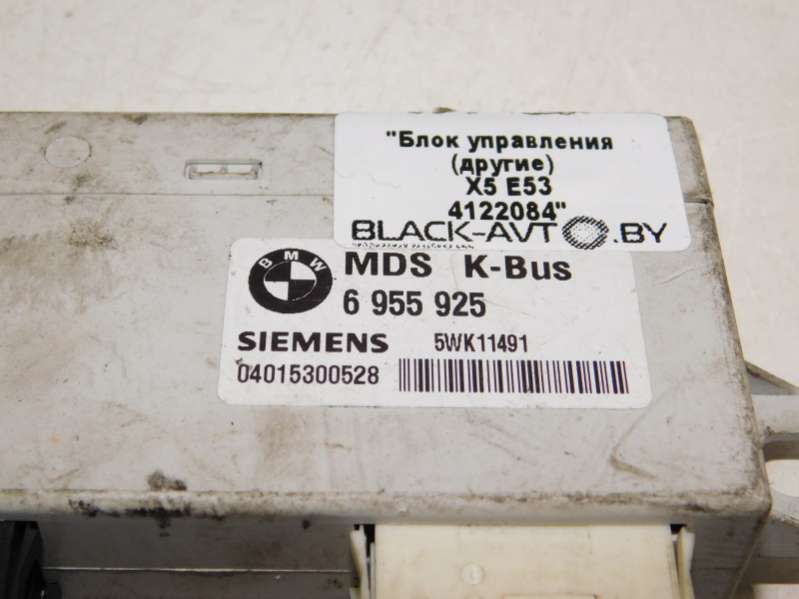 "Блок управления
(другие)
X5 E53
4122084"
BLACK-AVTO.BY
BMW MDS K-Bus
6 955 925
SIEMENS 5WK11491
04015300528